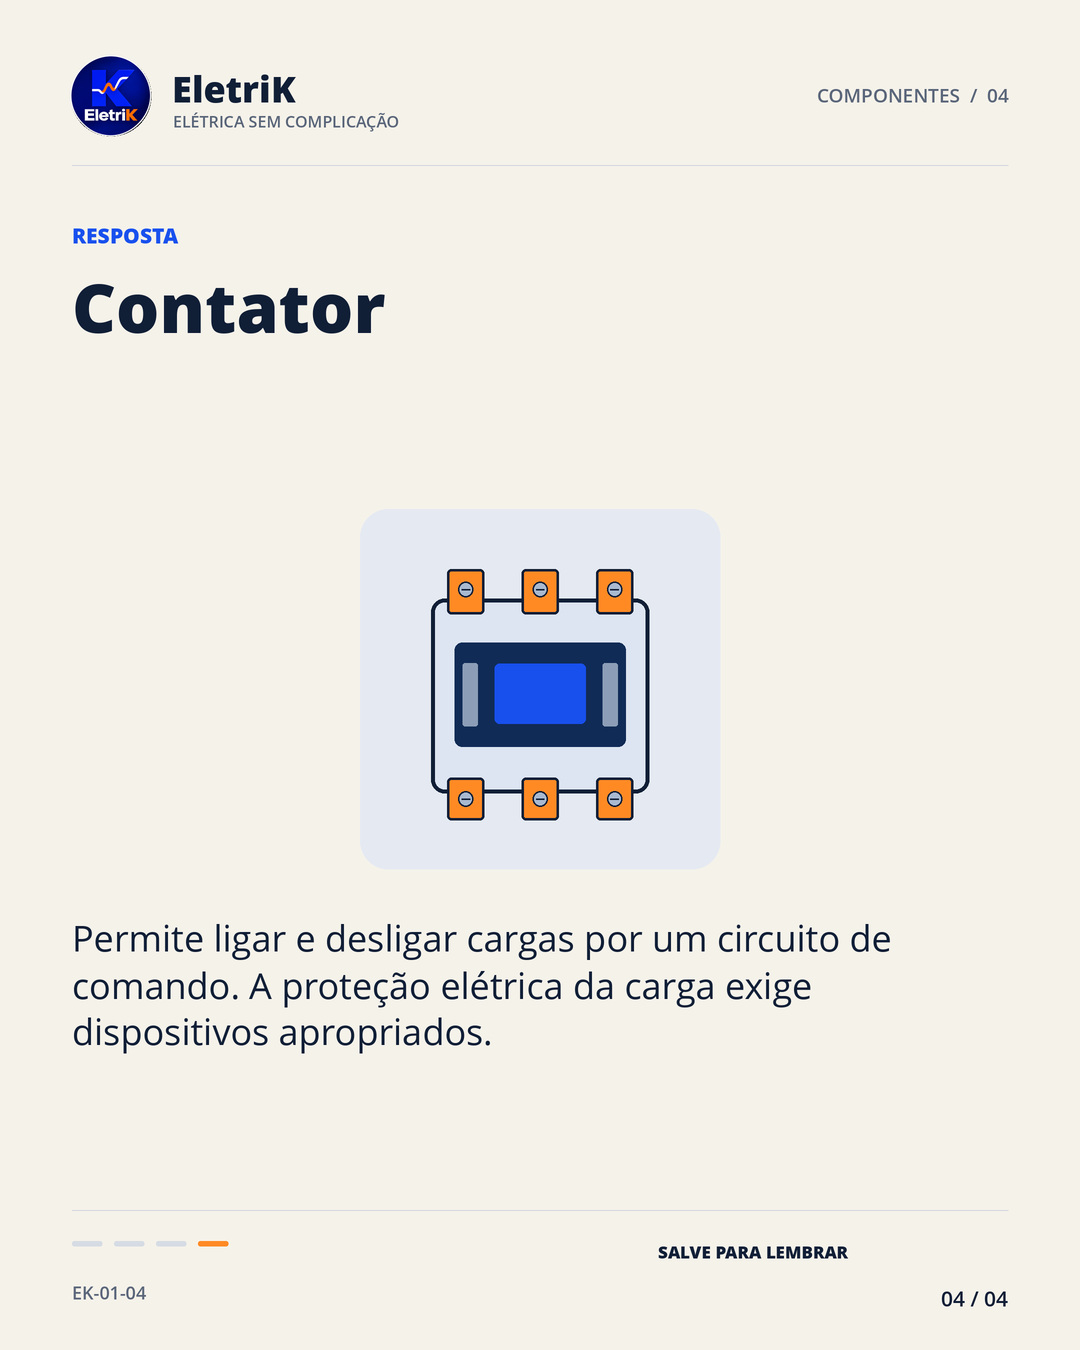 EletriK
EletriK
ELÉTRICA SEM COMPLICAÇÃO
COMPONENTES / 04
RESPOSTA
Contator
Permite ligar e desligar cargas por um circuito de
comando. A proteção elétrica da carga exige
dispositivos apropriados.
SALVE PARA LEMBRAR
EK-01-04
04 / 04